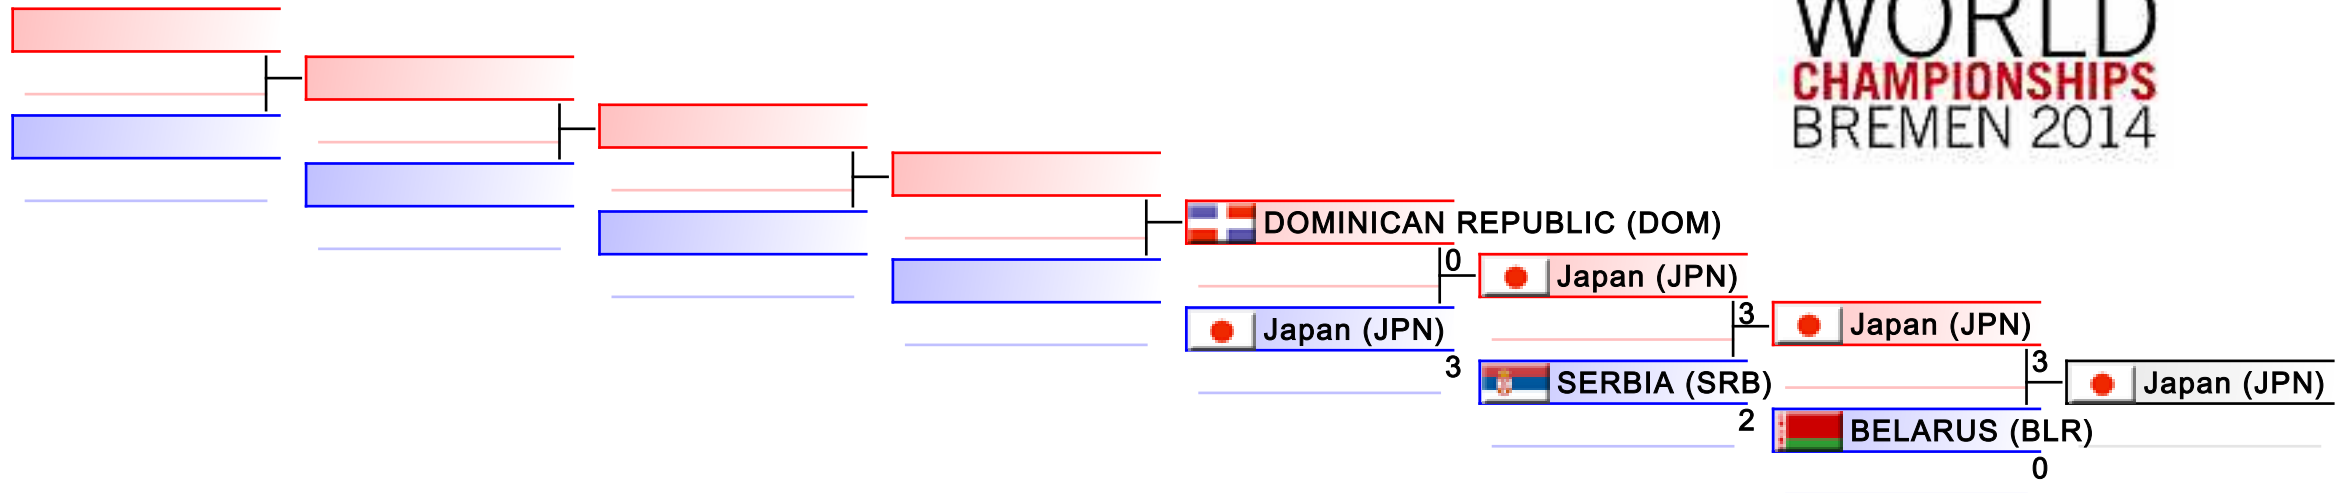 WORLD
CHAMPIONSHIPS
BREMEN 2014
DOMINICAN REPUBLIC (DOM)
0
Japan (JPN)
Japan (JPN)
3
3
Japan (JPN)
SERBIA (SRB)
2
3
Japan (JPN)
BELARUS (BLR)
0